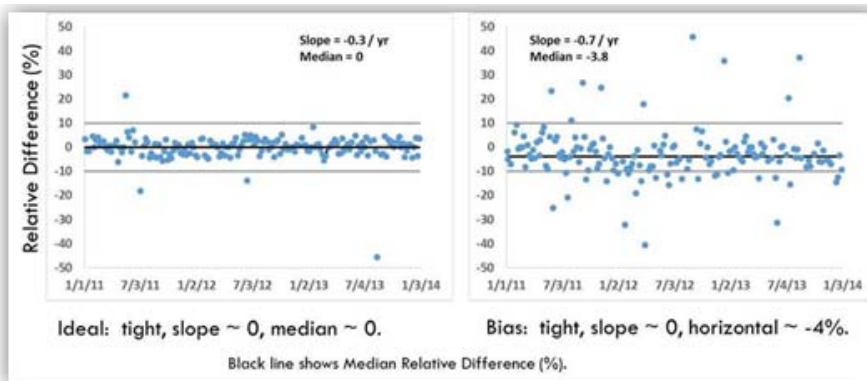 Relative Difference (%)
50
40
30
20
10
0
-10
-20
-30
-40
-50
Slope = -0.3 / yr
Median = 0
1/1/11 7/3/11 1/2/12 7/3/12 1/2/13 7/4/13 1/3/14
50
40
30
20
10
0
-10
-20
-30
-40
-50
Slope = -0.7 / yr
Median = -3.8
1/1/11 7/3/11 1/2/12 7/3/12 1/2/13 7/4/13 1/3/14
Ideal: tight, slope ~ 0, median ~ 0.
Bias: tight, slope ~ 0, horizontal ~ -4%.
Black line shows Median Relative Difference (%).